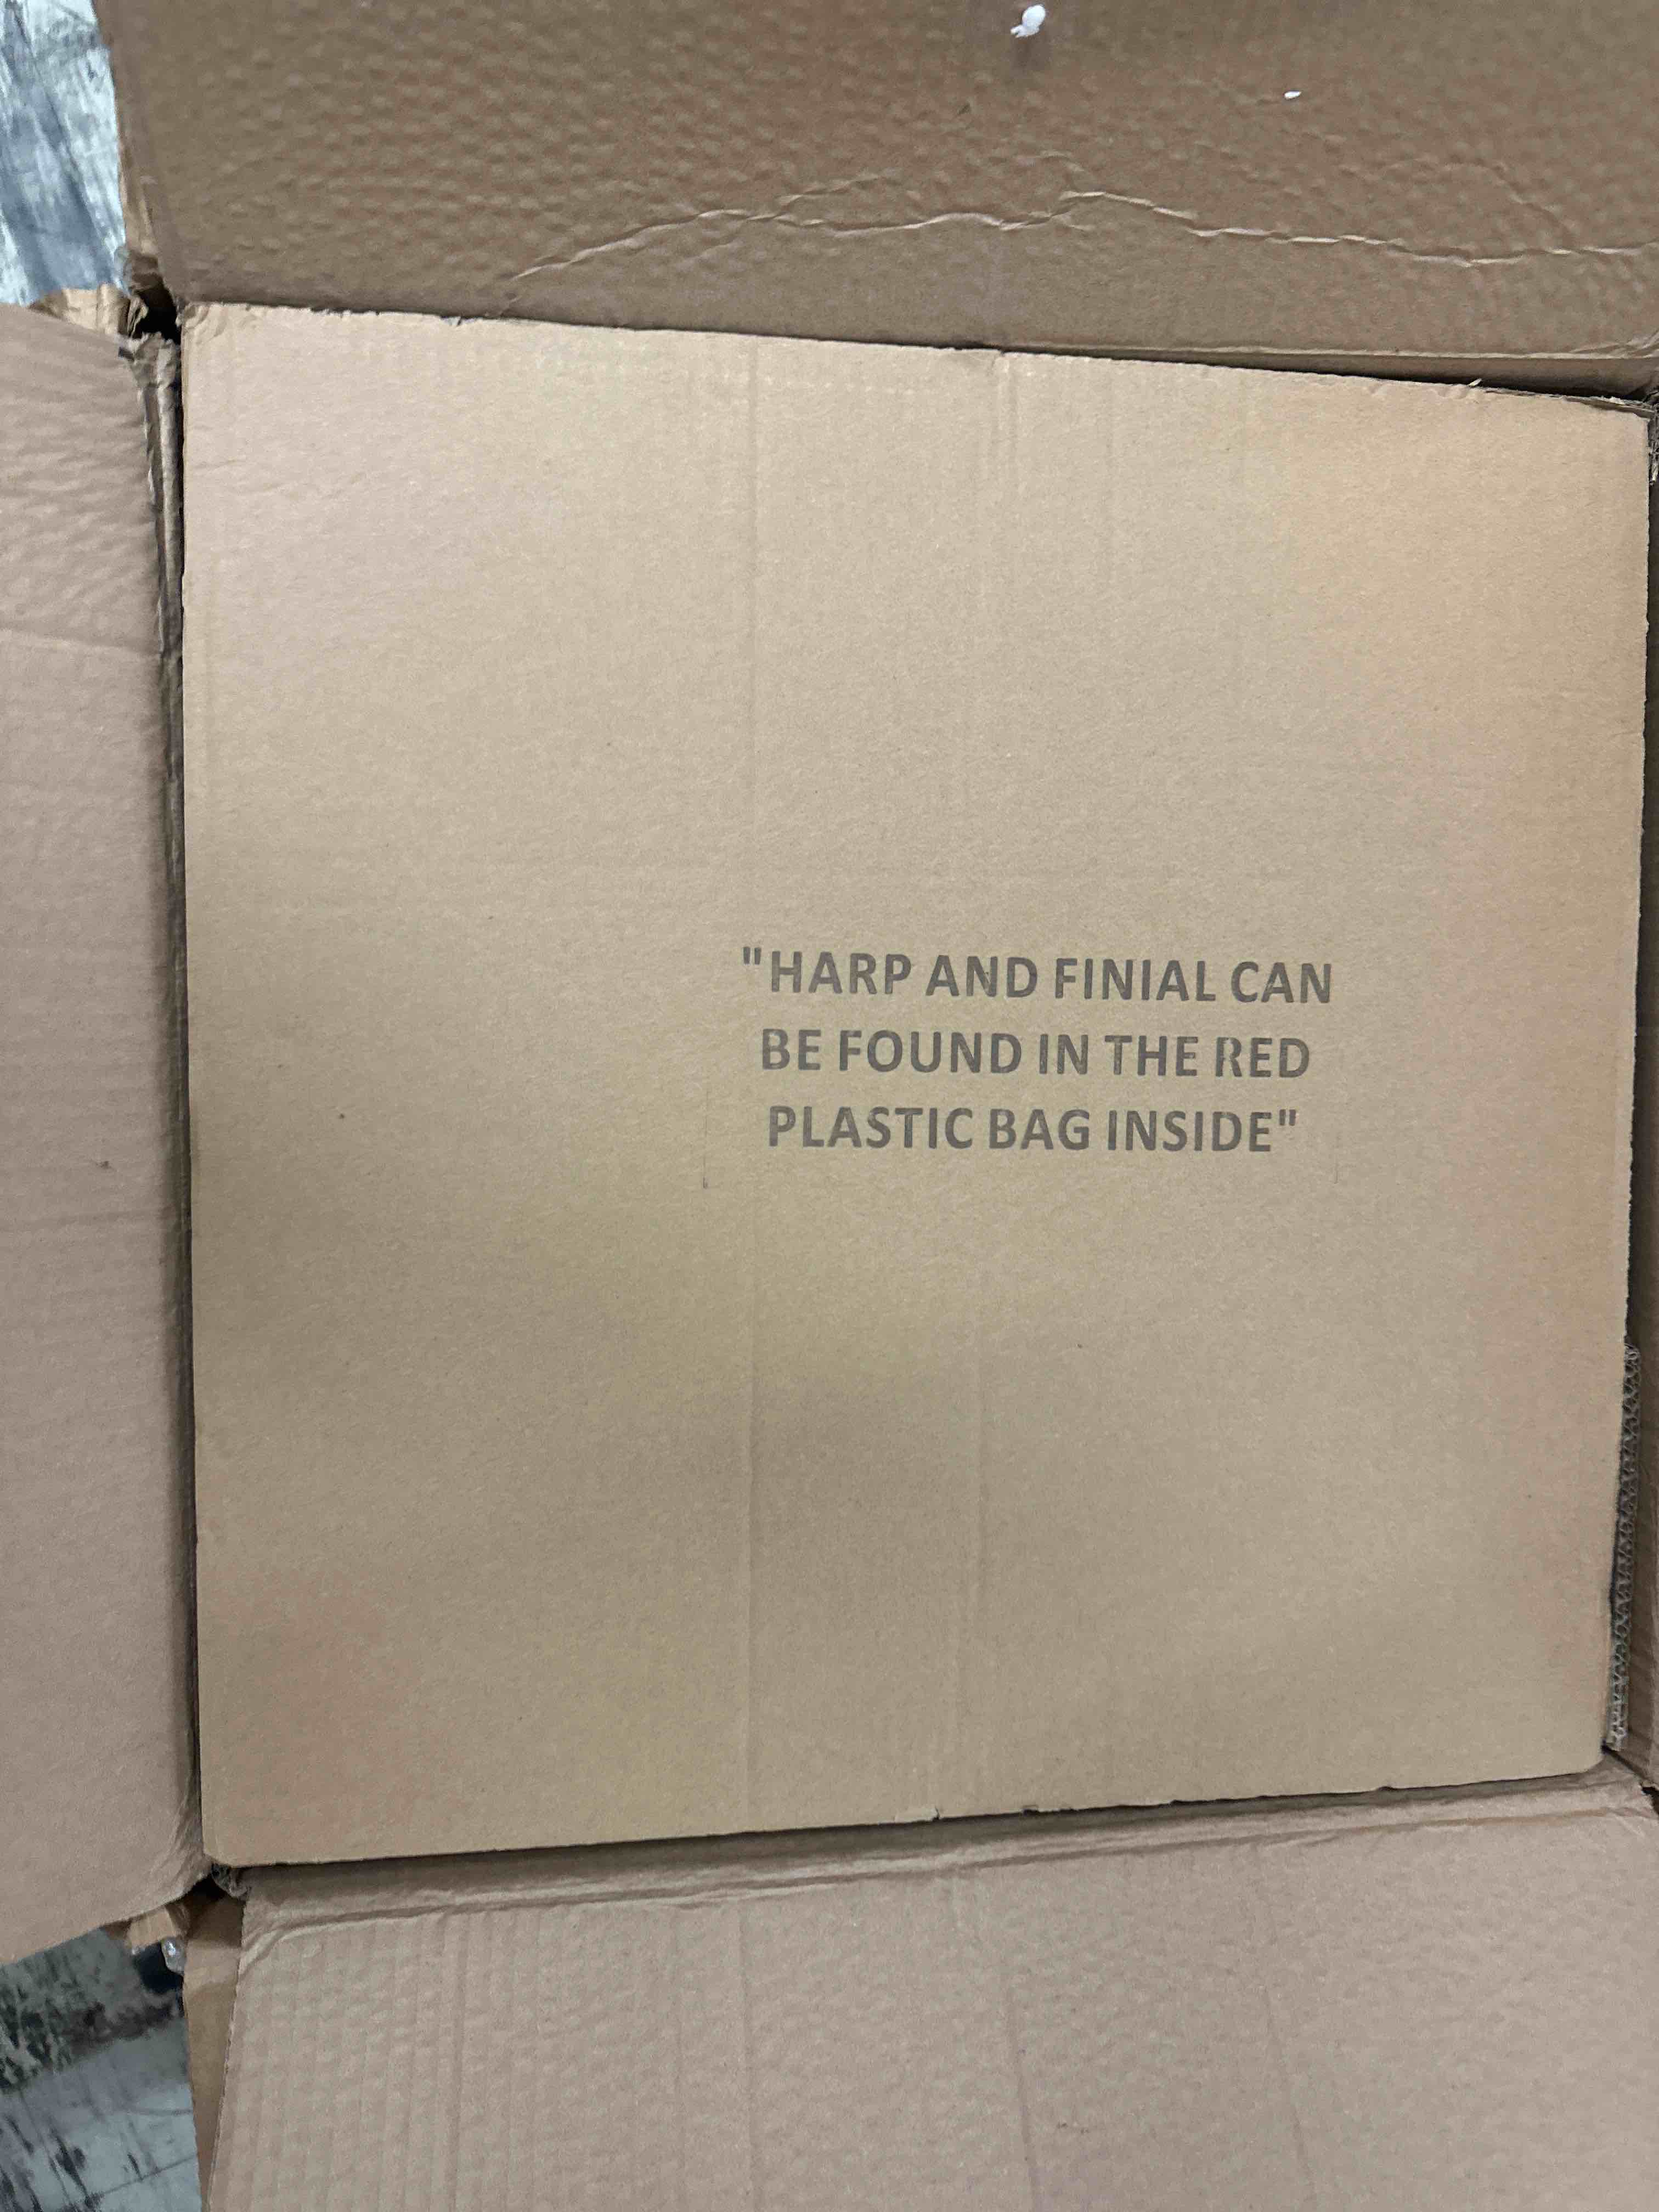 "HARP AND FINIAL CAN
BE FOUND IN THE RED
PLASTIC BAG INSIDE"